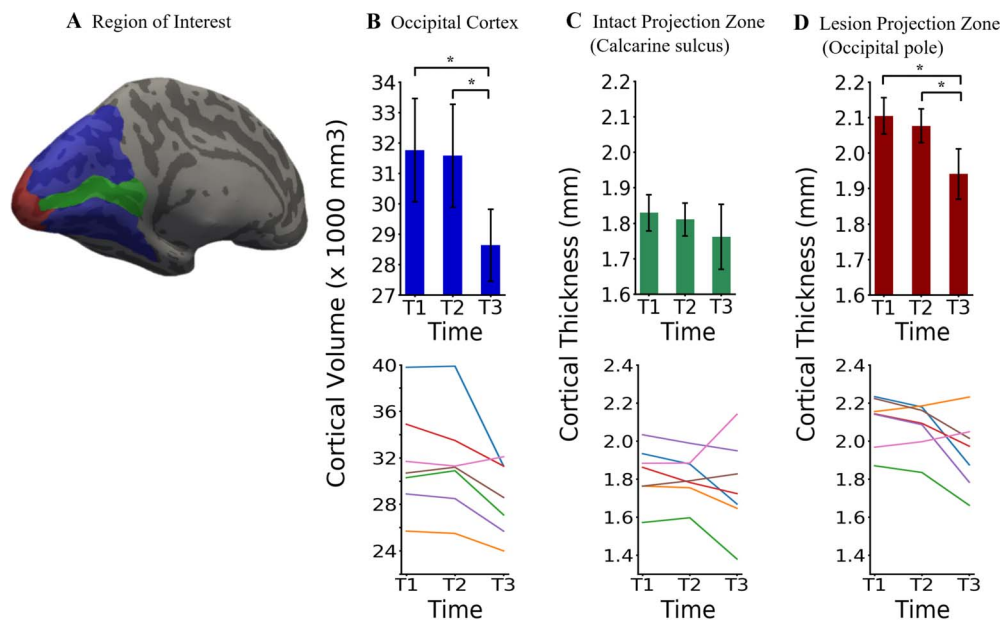 A Region of Interest
B Occipital Cortex
C Intact Projection Zone
(Calcarine sulcus)
D Lesion Projection Zone
(Occipital pole)
Cortical Volume (x 1000 mm3)
34
33
32
31
30
29
28
27
*
*
T1 T2 T3
Time
40
36
32
28
24
T1 T2 T3
Time
Cortical Thickness (mm)
2.2
2.1
2.0
1.9
1.8
1.7
1.6
T1 T2 T3
Time
2.4
2.2
2.0
1.8
1.6
1.4
T1 T2 T3
Time
Cortical Thickness (mm)
2.2
2.1
2.0
1.9
1.8
1.7
1.6
*
*
T1 T2 T3
Time
2.4
2.2
2.0
1.8
1.6
1.4
T1 T2 T3
Time